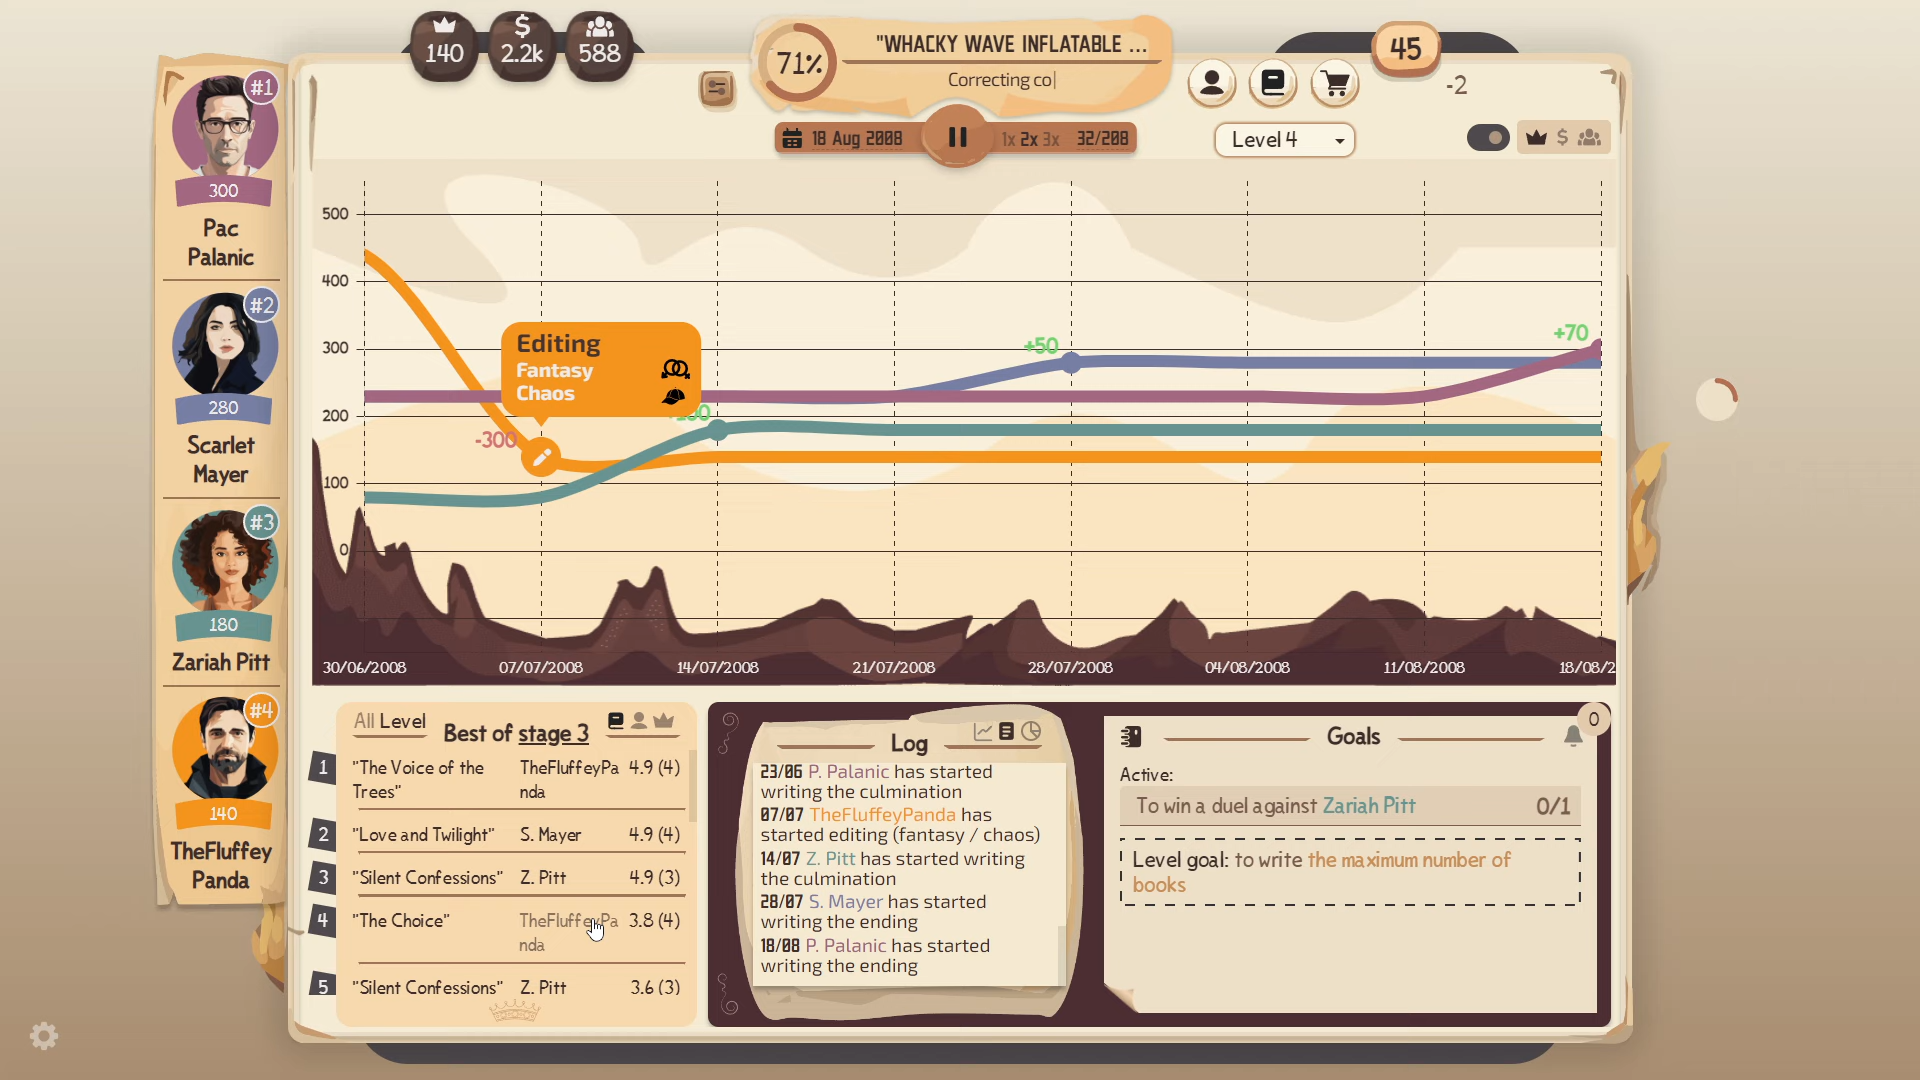 140
2.2k
588
71%
"WHACKY WAVE INFLATABLE ...
Correcting co
45
-2
18 Aug 2008
1x 2x 3x
32/208
Level 4
#1
300
Pac
Palanic
#2
280
Scarlet
Mayer
#3
180
Zariah Pitt
#4
140
TheFluffey
Panda
500
400
300
200
100
0
Editing
Fantasy
Chaos
-300
+50
+70
30/06/2008
07/07/2008
14/07/2008
21/07/2008
28/07/2008
04/08/2008
11/08/2008
18/08/2
All Level
Best of stage 3
1 "The Voice of the TheFluffeyPa 4.9 (4)
Trees" nda
2 "Love and Twilight" S. Mayer 4.9 (4)
3 "Silent Confessions" Z. Pitt 4.9 (3)
4 "The Choice" TheFluffeyPa 3.8 (4)
nda
5 "Silent Confessions" Z. Pitt 3.6 (3)
Log
23/06 P. Palanic has started
writing the culmination
07/07 TheFluffeyPanda has
started editing (fantasy / chaos)
14/07 Z. Pitt has started writing
the culmination
28/07 S. Mayer has started
writing the ending
18/08 P. Palanic has started
writing the ending
Goals
0
Active:
To win a duel against Zariah Pitt 0/1
Level goal: to write the maximum number of
books